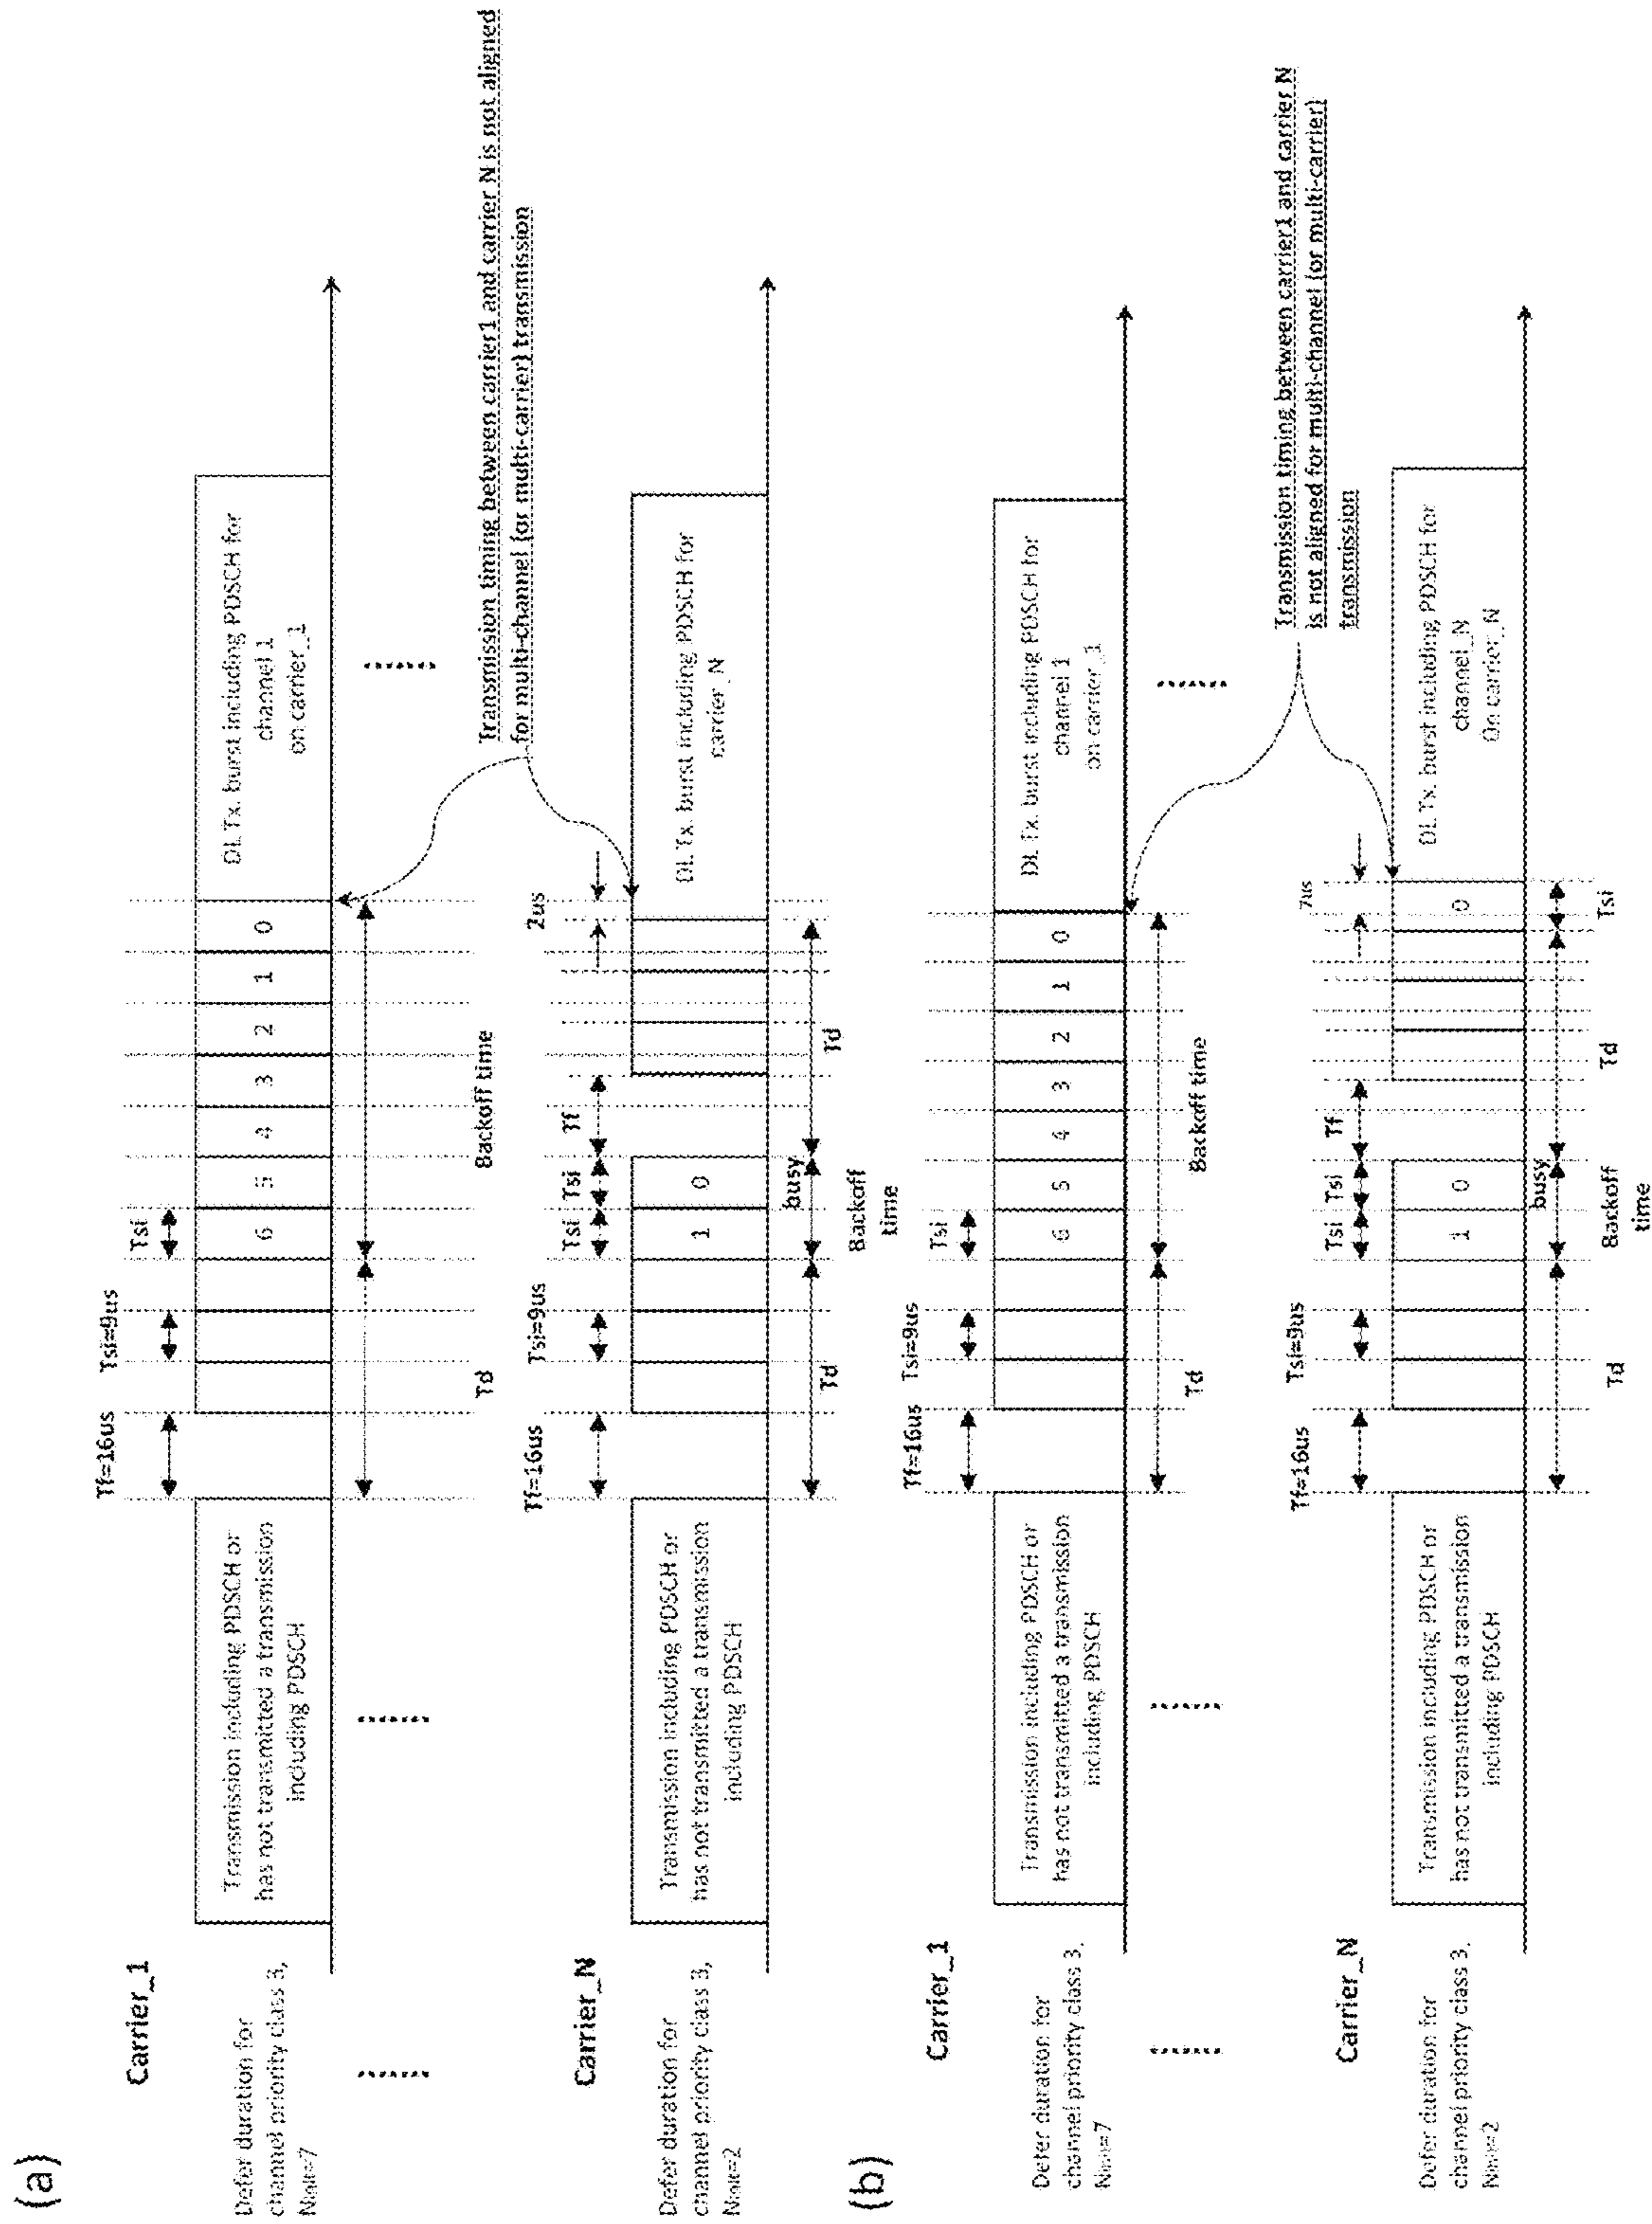 (a)
Carrier_1
Defer duration for
channel priority class 3,
Ninit=7
Transmission including PDSCH or
has not transmitted a transmission
including PDSCH
Tf=16us
Tsi=9us
Tsi
6
5
4
3
2
1
0
Td
Backoff time
DL Tx. burst including PDSCH for
channel 1
on carrier_1
Transmission timing between carrier1 and carrier N is not aligned
for multi-channel (or multi-carrier) transmission
Carrier_N
Defer duration for
channel priority class 3,
Ninit=2
Transmission including PDSCH or
has not transmitted a transmission
including PDSCH
Tf=16us
Tsi=9us
Tsi
Tsi
Tf
2us
1
0
busy
Td
Backoff
time
Td
DL Tx. burst including PDSCH for
carrier_N
(b)
Carrier_1
Defer duration for
channel priority class 3.
Ninit=7
Transmission including PDSCH or
has not transmitted a transmission
including PDSCH
Tf=16us
Tsi=9us
Tsi
6
5
4
3
2
1
0
Td
Backoff time
DL Tx. burst including PDSCH for
channel 1
on carrier_1
Transmission timing between carrier1 and carrier N
is not aligned for multi-channel (or multi-carrier)
transmission
Carrier_N
Defer duration for
channel priority class 3.
Ninit=2
Transmission including PDSCH or
has not transmitted a transmission
including PDSCH
Tf=16us
Tsi=9us
Tsi
Tsi
Tf
7us
1
0
0
busy
Td
Backoff
time
Td
Tsi
DL Tx. burst including PDSCH for
channel_N
On carrier_N